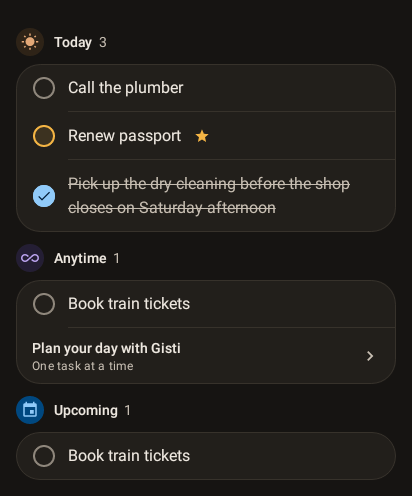 Today 3
Call the plumber
Renew passport
Pick up the dry cleaning before the shop
closes on Saturday afternoon
Anytime 1
Book train tickets
Plan your day with Gisti
One task at a time
Upcoming 1
Book train tickets